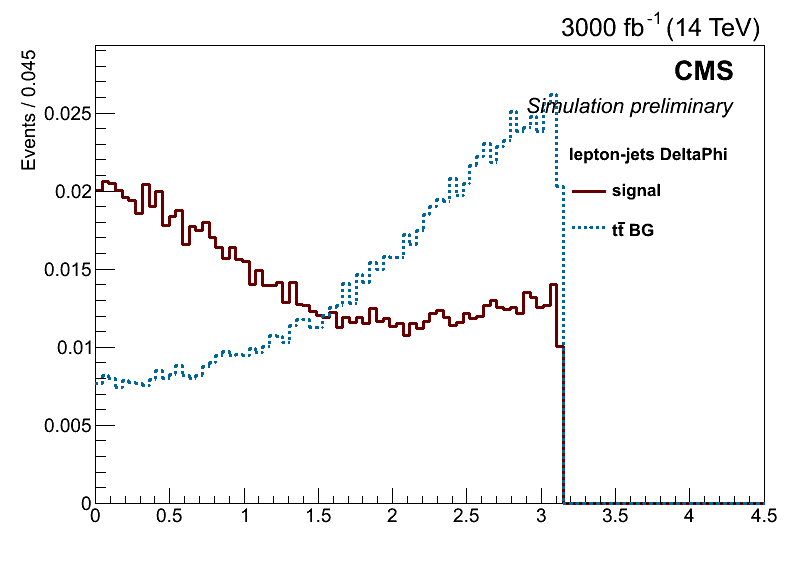 3000 fb⁻¹ (14 TeV)
CMS
Simulation preliminary
Events / 0.045
lepton-jets DeltaPhi
signal
tt̄ BG
0.025
0.02
0.015
0.01
0.005
0
0 0.5 1 1.5 2 2.5 3 3.5 4 4.5